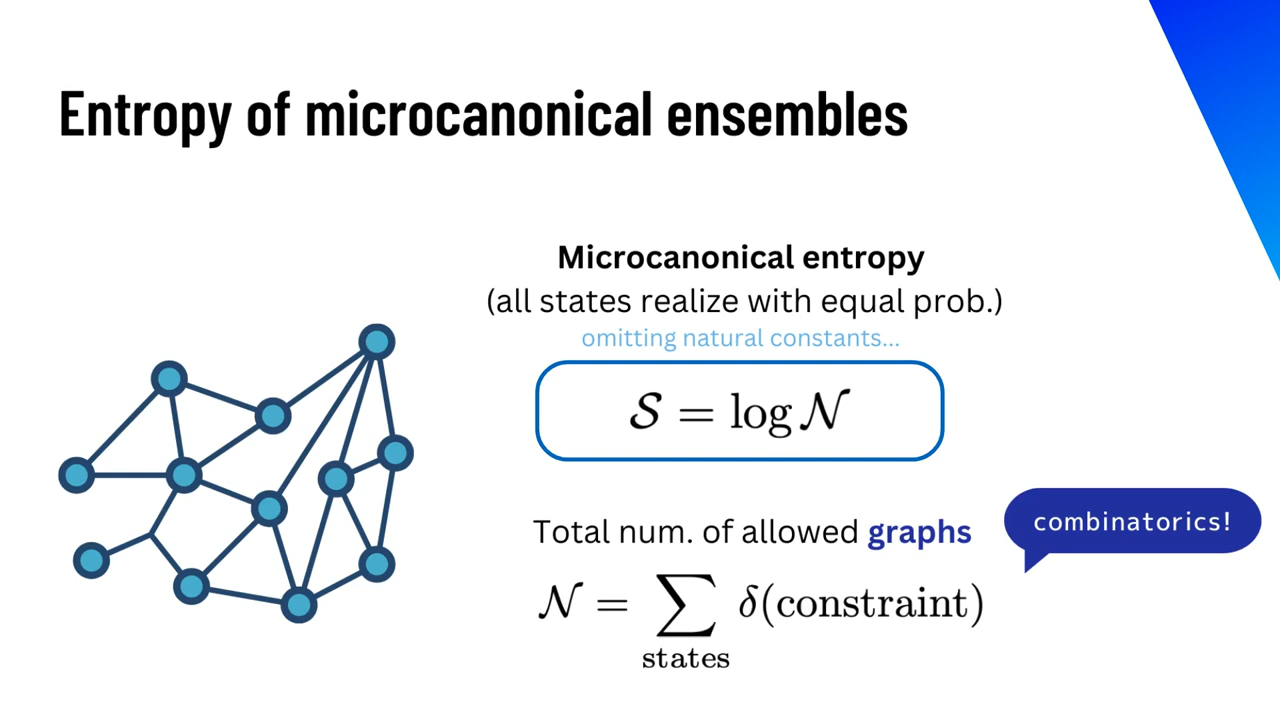 Entropy of microcanonical ensembles
Microcanonical entropy
(all states realize with equal prob.)
omitting natural constants...
𝒮 = log 𝒩
Total num. of allowed graphs
combinatorics!
𝒩 = ∑ δ(constraint)
states